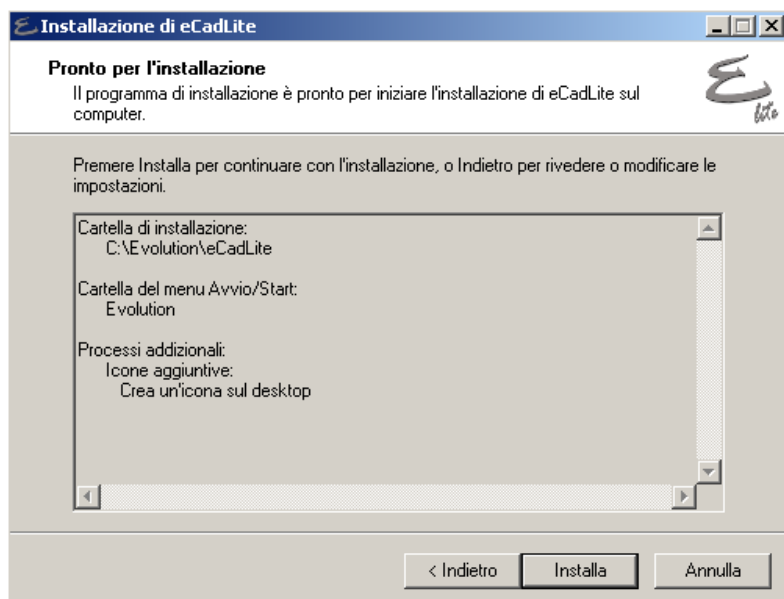 Installazione di eCadLite
Pronto per l'installazione
Il programma di installazione è pronto per iniziare l'installazione di eCadLite sul
computer.
lite
Premere Installa per continuare con l'installazione, o Indietro per rivedere o modificare le
impostazioni.
Cartella di installazione:
C:\Evolution\eCadLite
Cartella del menu Avvio/Start:
Evolution
Processi addizionali:
Icone aggiuntive:
Crea un'icona sul desktop
< Indietro
Installa
Annulla